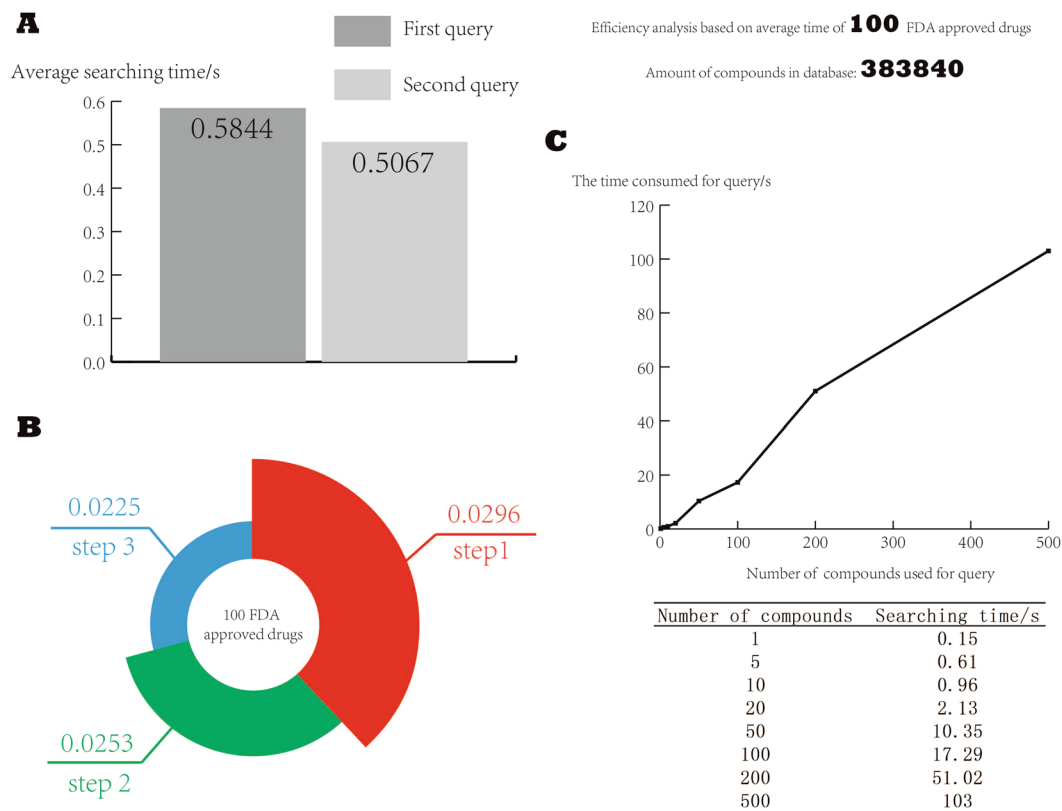 A
First query
Second query
Average searching time/s
0.6
0.5
0.4
0.3
0.2
0.1
0.0
0.5844
0.5067
Efficiency analysis based on average time of 100 FDA approved drugs
Amount of compounds in database: 383840
B
0.0225
step 3
0.0296
step1
100 FDA
approved drugs
0.0253
step 2
C
The time consumed for query/s
120
100
80
60
40
20
0
0 100 200 300 400 500
Number of compounds used for query
Number of compounds Searching time/s
1 0.15
5 0.61
10 0.96
20 2.13
50 10.35
100 17.29
200 51.02
500 103